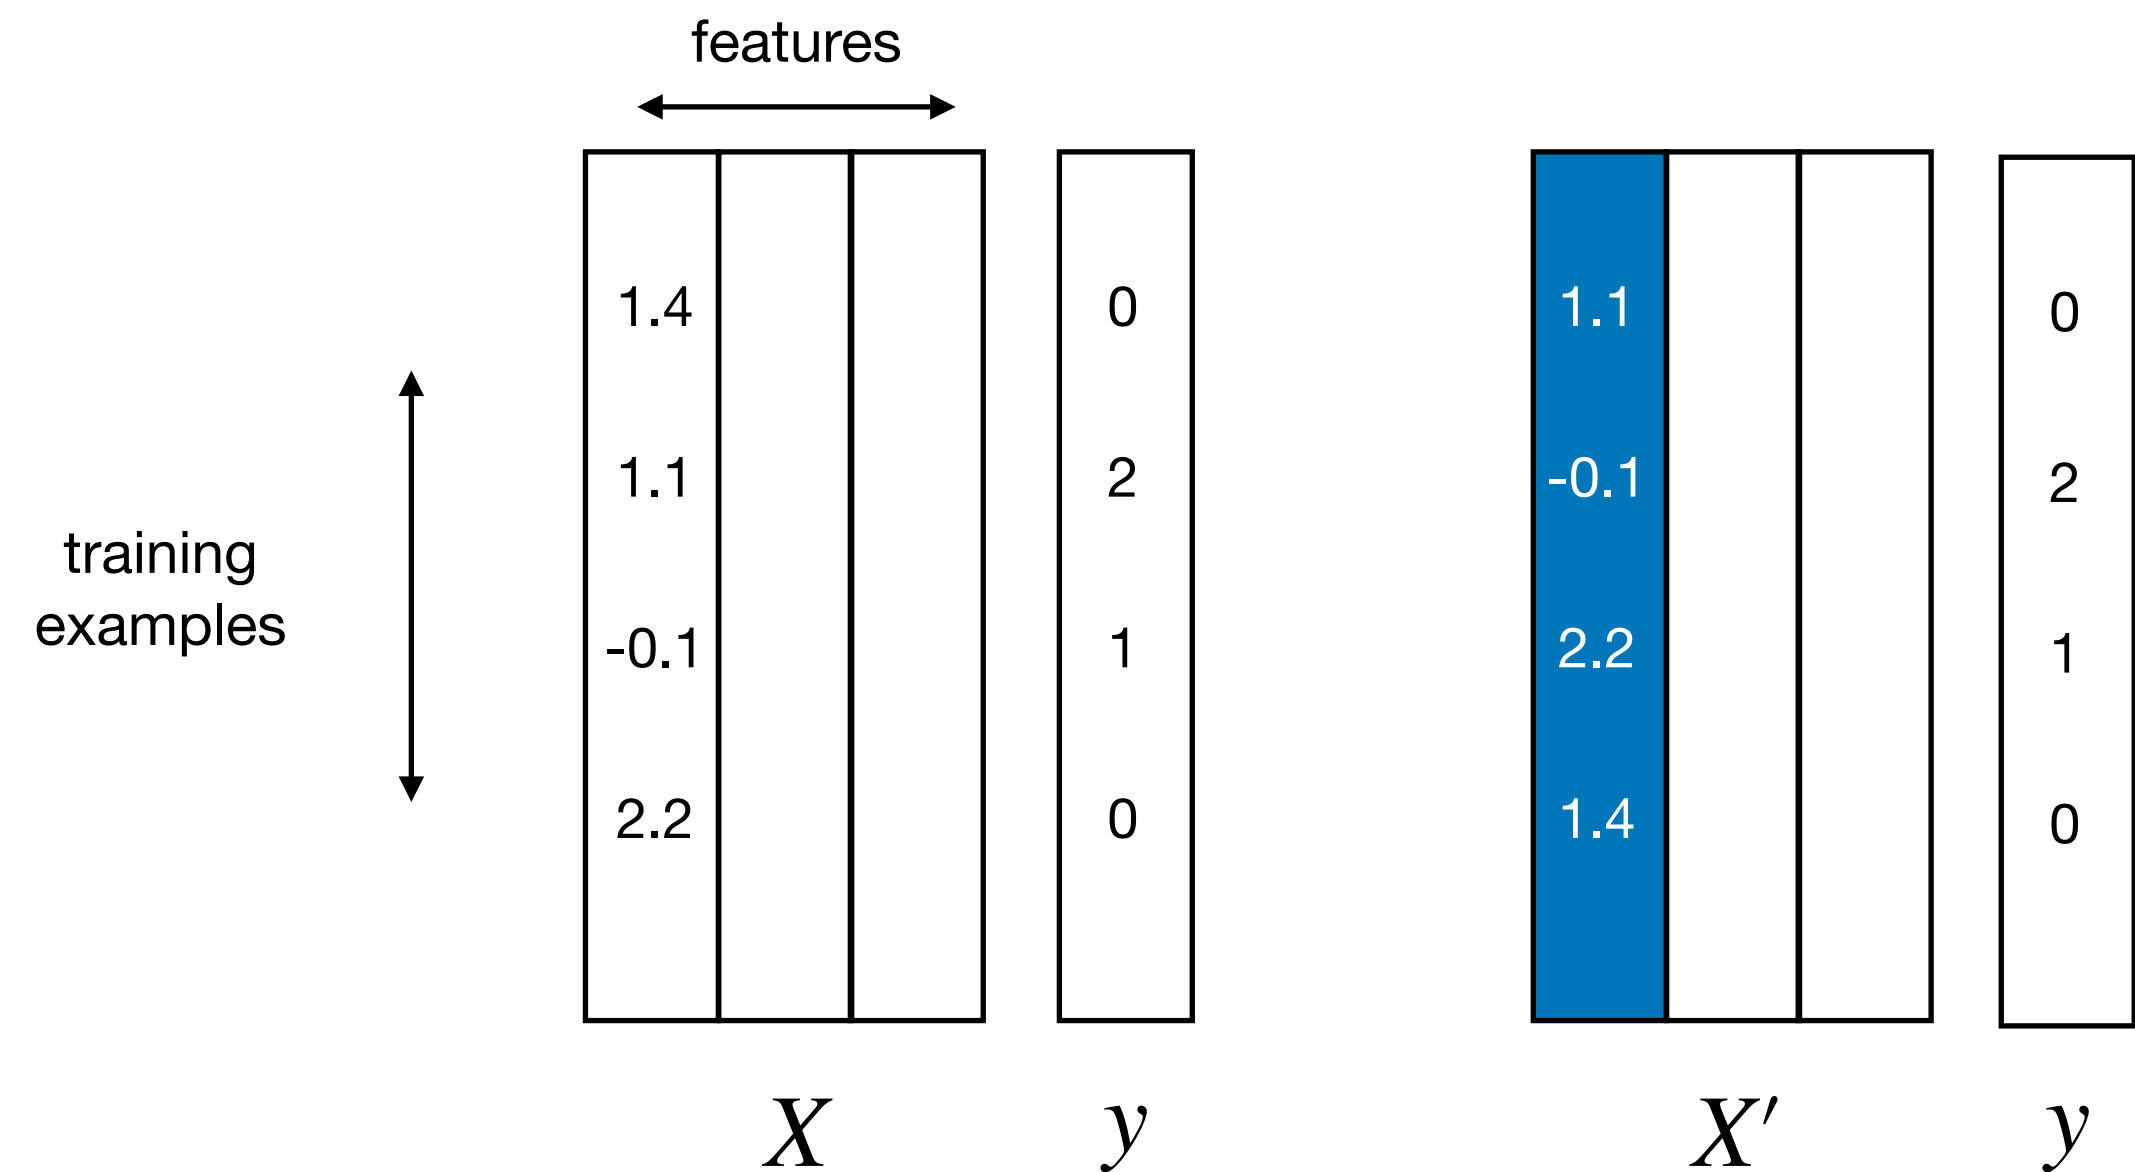 features
1.4 0 1.1 0
1.1 2 -0.1 2
training
examples
-0.1 1 2.2 1
2.2 0 1.4 0
X y X′ y